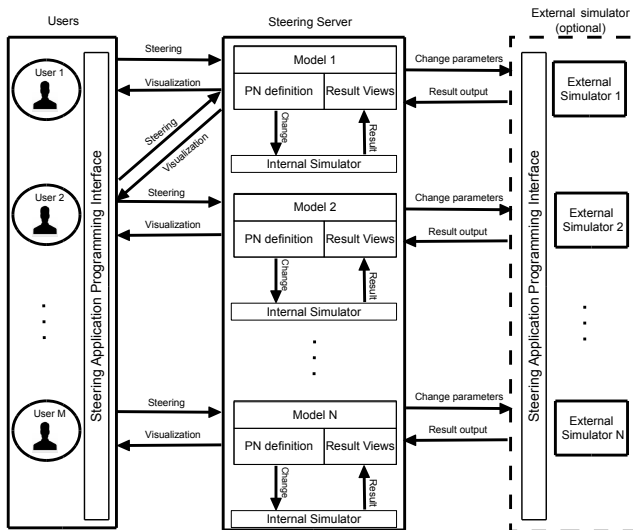 Users
Steering Server
External simulator
(optional)
User 1
User 2
User M
Steering Application Programming Interface
Steering
Visualization
Steering
Visualization
Steering
Visualization
Steering
Visualization
Model 1
PN definition
Result Views
Change
Result
Internal Simulator
Model 2
PN definition
Result Views
Change
Result
Internal Simulator
Model N
PN definition
Result Views
Change
Result
Internal Simulator
Change parameters
Result output
Change parameters
Result output
Change parameters
Result output
Steering Application Programming Interface
External
Simulator 1
External
Simulator 2
External
Simulator N